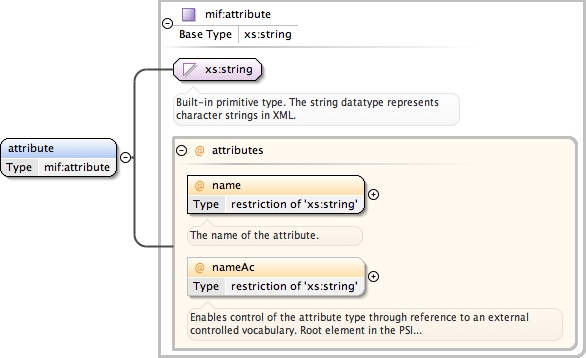 mif:attribute
Base Type xs:string
xs:string
Built-in primitive type. The string datatype represents
character strings in XML.
attribute
Type mif:attribute
@ attributes
@ name
Type restriction of 'xs:string'
The name of the attribute.
@ nameAc
Type restriction of 'xs:string'
Enables control of the attribute type through reference to an external
controlled vocabulary. Root element in the PSI...